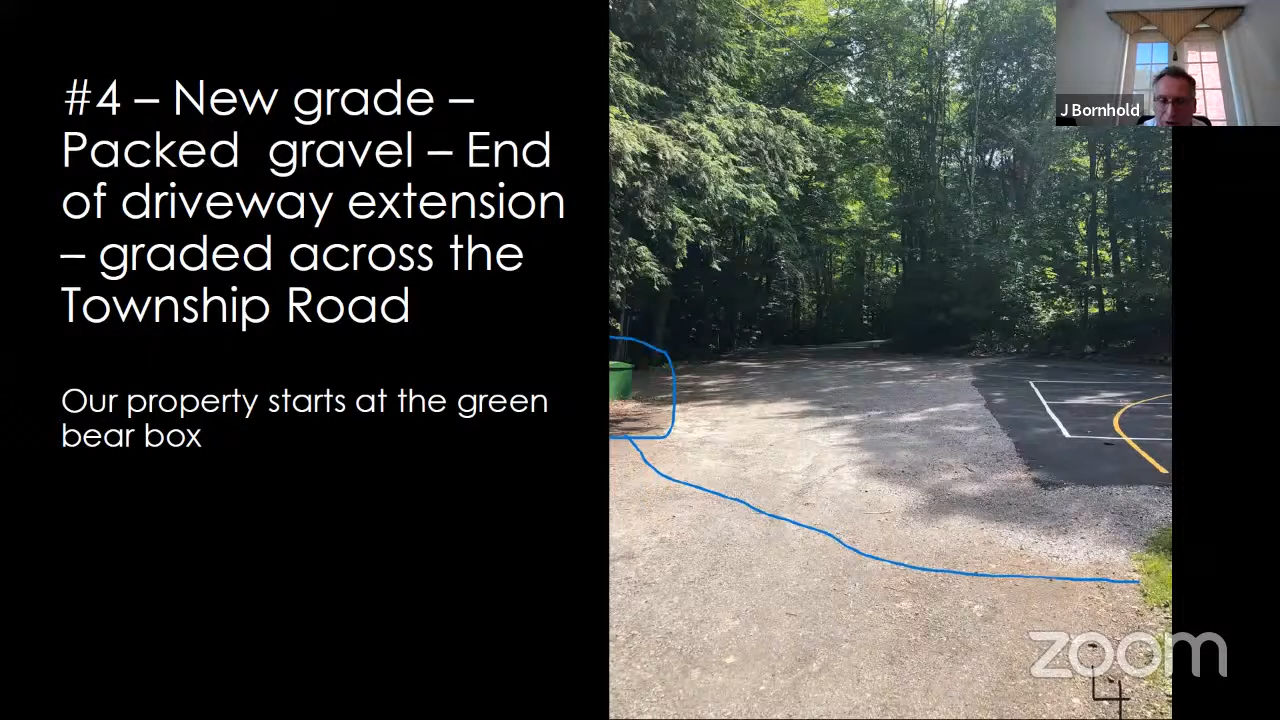 #4 – New grade –
Packed  gravel – End
of driveway extension
– graded across the
Township Road
Our property starts at the green
bear box
J Bornhold
zoom